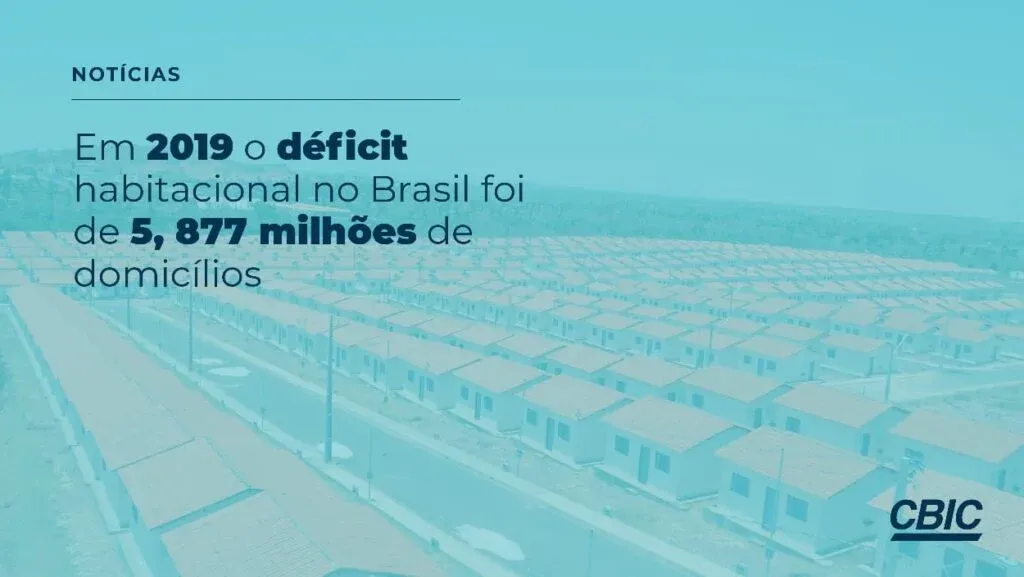 NOTÍCIAS
Em 2019 o déficit
habitacional no Brasil foi
de 5, 877 milhões de
domicílios
CBIC